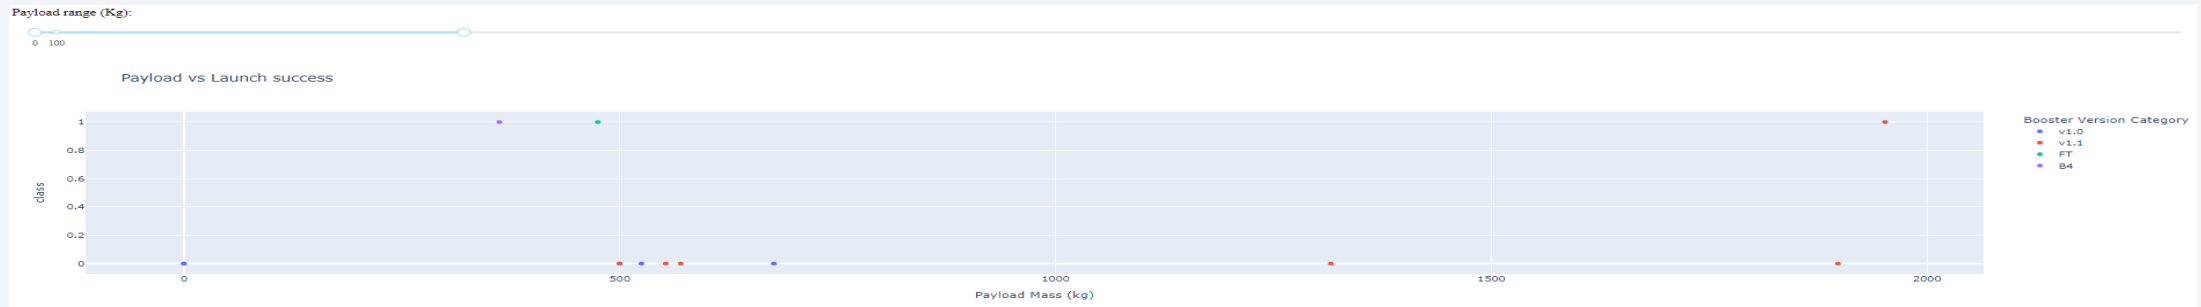 Payload range (Kg):
0 100
Payload vs Launch success
1
0.8
0.6
0.4
0.2
0
class
0 500 1000 1500 2000
Payload Mass (kg)
Booster Version Category
v1.0
v1.1
FT
B4